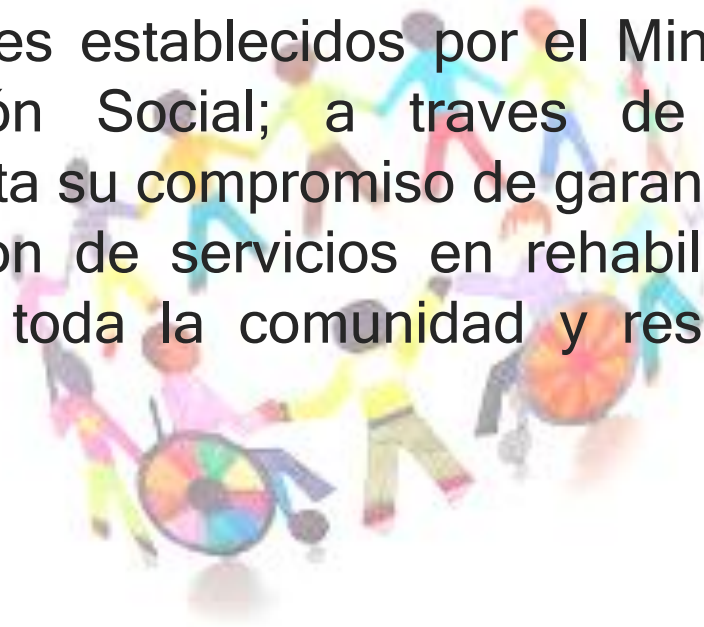 es establecidos por el Min
ón Social; a traves de
ta su compromiso de garan
on de servicios en rehabil
toda la comunidad y res